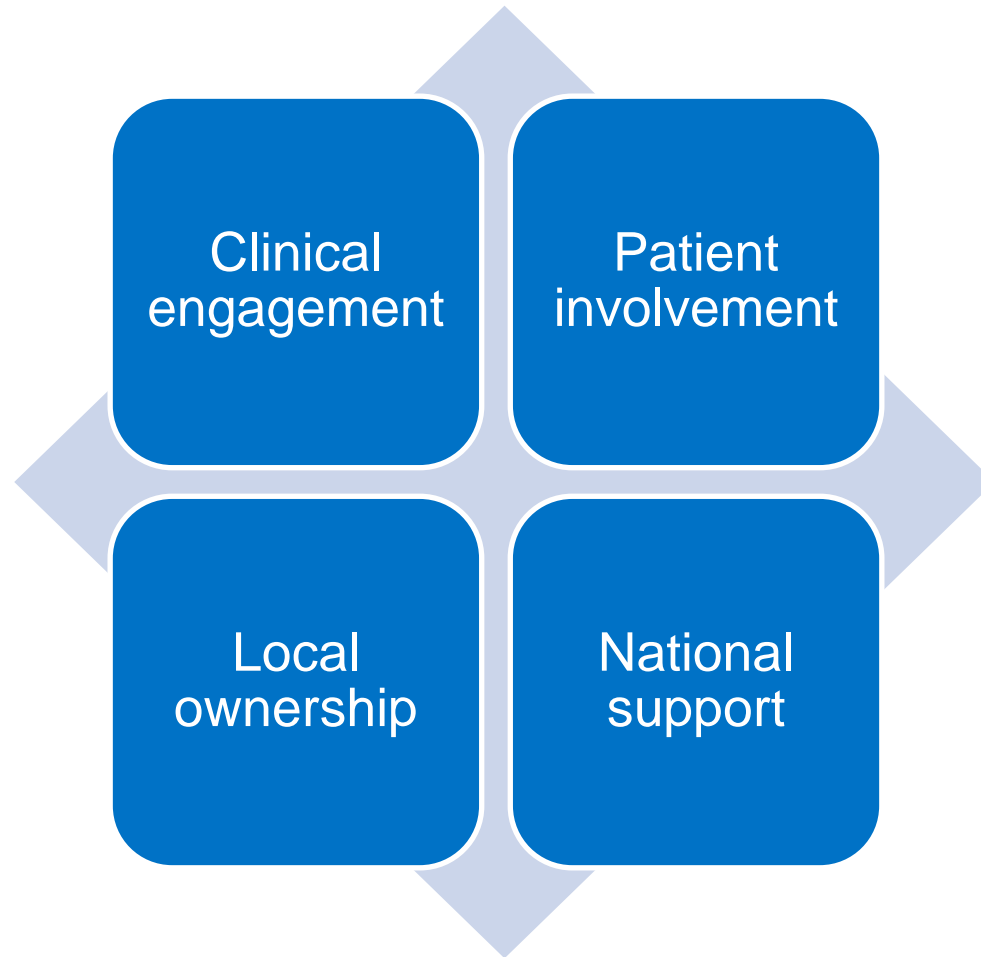 Clinical
engagement
Patient
involvement
Local
ownership
National
support